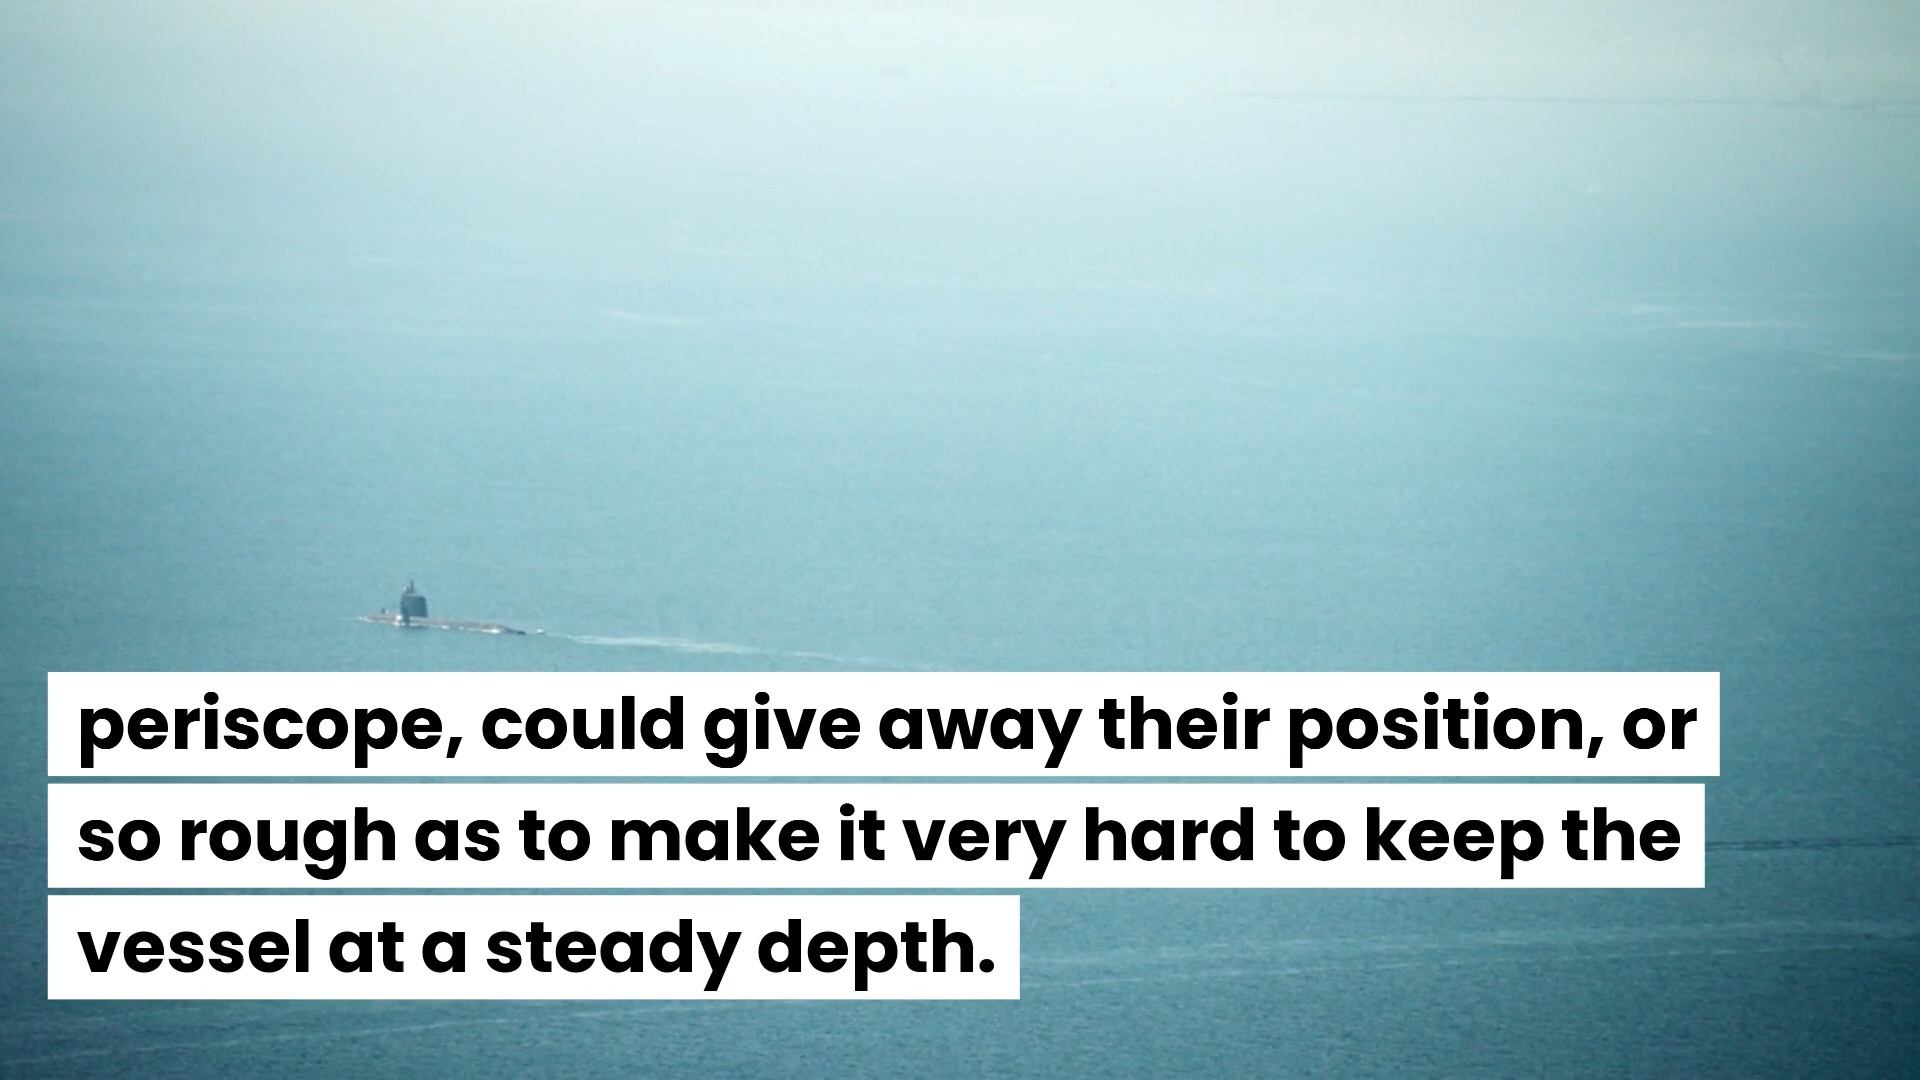 periscope, could give away their position, or
so rough as to make it very hard to keep the
vessel at a steady depth.